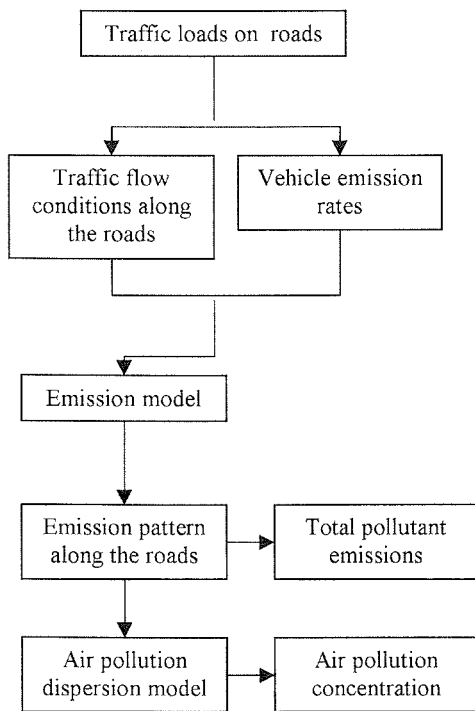 Traffic loads on roads
Traffic flow
conditions along
the roads
Vehicle emission
rates
Emission model
Emission pattern
along the roads
Total pollutant
emissions
Air pollution
dispersion model
Air pollution
concentration